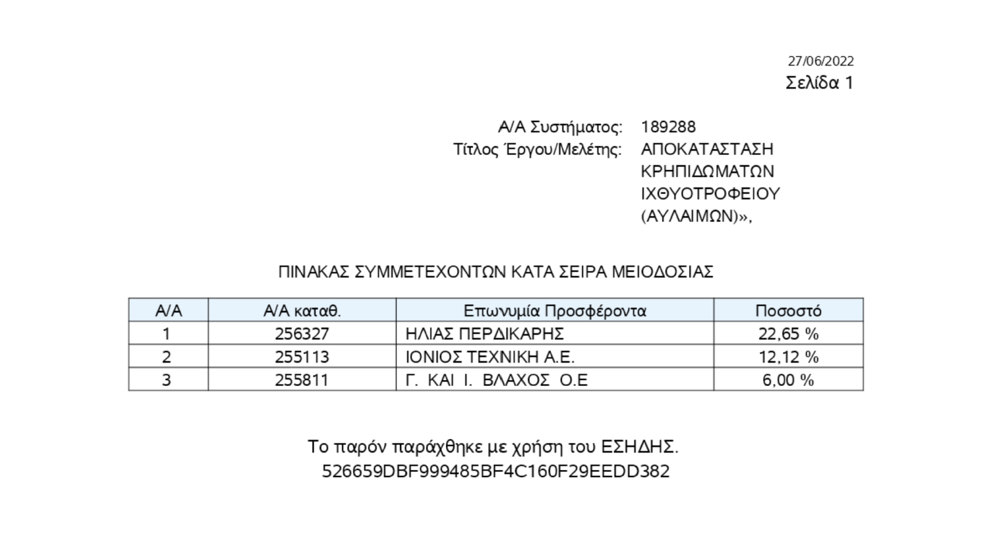 27/06/2022
Σελίδα 1
Α/Α Συστήματος: 189288
Τίτλος Έργου/Μελέτης: ΑΠΟΚΑΤΑΣΤΑΣΗ
ΚΡΗΠΙΔΩΜΑΤΩΝ
ΙΧΘΥΟΤΡΟΦΕΙΟΥ
(ΑΥΛΑΙΜΩΝ)»,
ΠΙΝΑΚΑΣ ΣΥΜΜΕΤΕΧΟΝΤΩΝ ΚΑΤΑ ΣΕΙΡΑ ΜΕΙΟΔΟΣΙΑΣ
Α/Α Α/Α καταθ. Επωνυμία Προσφέροντα Ποσοστό
1 256327 ΗΛΙΑΣ ΠΕΡΔΙΚΑΡΗΣ 22,65 %
2 255113 ΙΟΝΙΟΣ ΤΕΧΝΙΚΗ Α.Ε. 12,12 %
3 255811 Γ. ΚΑΙ Ι. ΒΛΑΧΟΣ Ο.Ε 6,00 %
Το παρόν παράχθηκε με χρήση του ΕΣΗΔΗΣ.
526659DBF999485BF4C160F29EEDD382